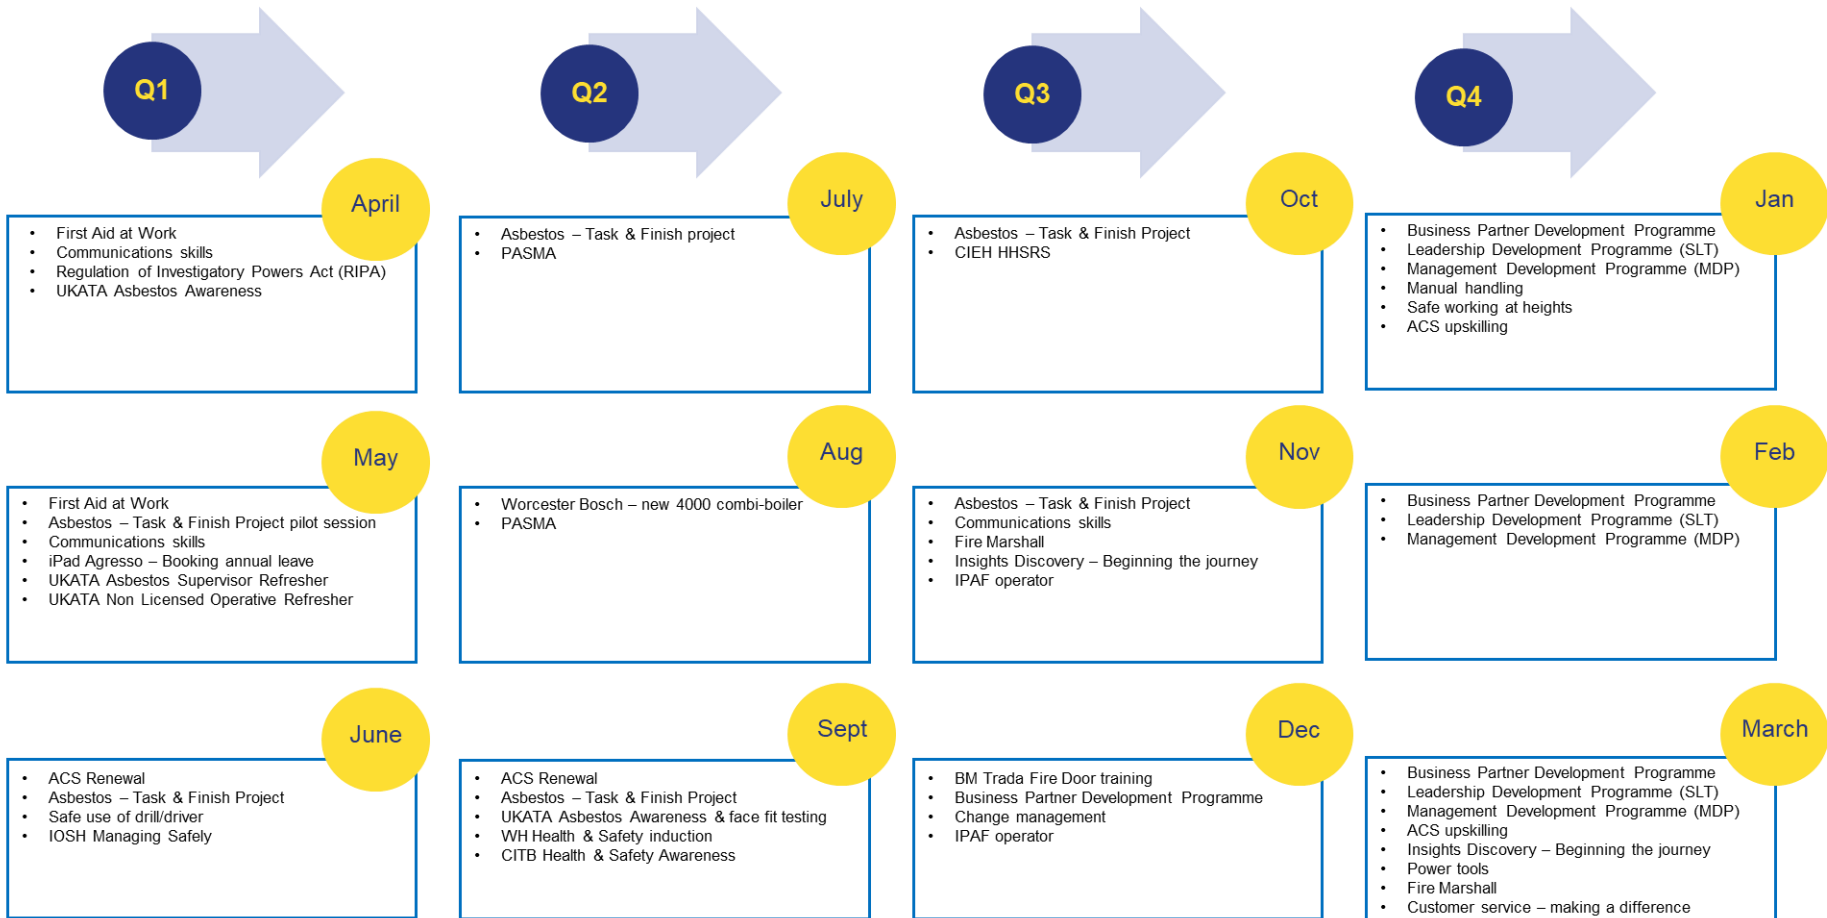 Q1
Q2
Q3
Q4
April
• First Aid at Work
• Communications skills
• Regulation of Investigatory Powers Act (RIPA)
• UKATA Asbestos Awareness
July
• Asbestos – Task & Finish project
• PASMA
Oct
• Asbestos – Task & Finish Project
• CIEH HHSRS
Jan
• Business Partner Development Programme
• Leadership Development Programme (SLT)
• Management Development Programme (MDP)
• Manual handling
• Safe working at heights
• ACS upskilling
May
• First Aid at Work
• Asbestos – Task & Finish Project pilot session
• Communications skills
• iPad Agresso – Booking annual leave
• UKATA Asbestos Supervisor Refresher
• UKATA Non Licensed Operative Refresher
Aug
• Worcester Bosch – new 4000 combi-boiler
• PASMA
Nov
• Asbestos – Task & Finish Project
• Communications skills
• Fire Marshall
• Insights Discovery – Beginning the journey
• IPAF operator
Feb
• Business Partner Development Programme
• Leadership Development Programme (SLT)
• Management Development Programme (MDP)
June
• ACS Renewal
• Asbestos – Task & Finish Project
• Safe use of drill/driver
• IOSH Managing Safely
Sept
• ACS Renewal
• Asbestos – Task & Finish Project
• UKATA Asbestos Awareness & face fit testing
• WH Health & Safety induction
• CITB Health & Safety Awareness
Dec
• BM Trada Fire Door training
• Business Partner Development Programme
• Change management
• IPAF operator
March
• Business Partner Development Programme
• Leadership Development Programme (SLT)
• Management Development Programme (MDP)
• ACS upskilling
• Insights Discovery – Beginning the journey
• Power tools
• Fire Marshall
• Customer service – making a difference